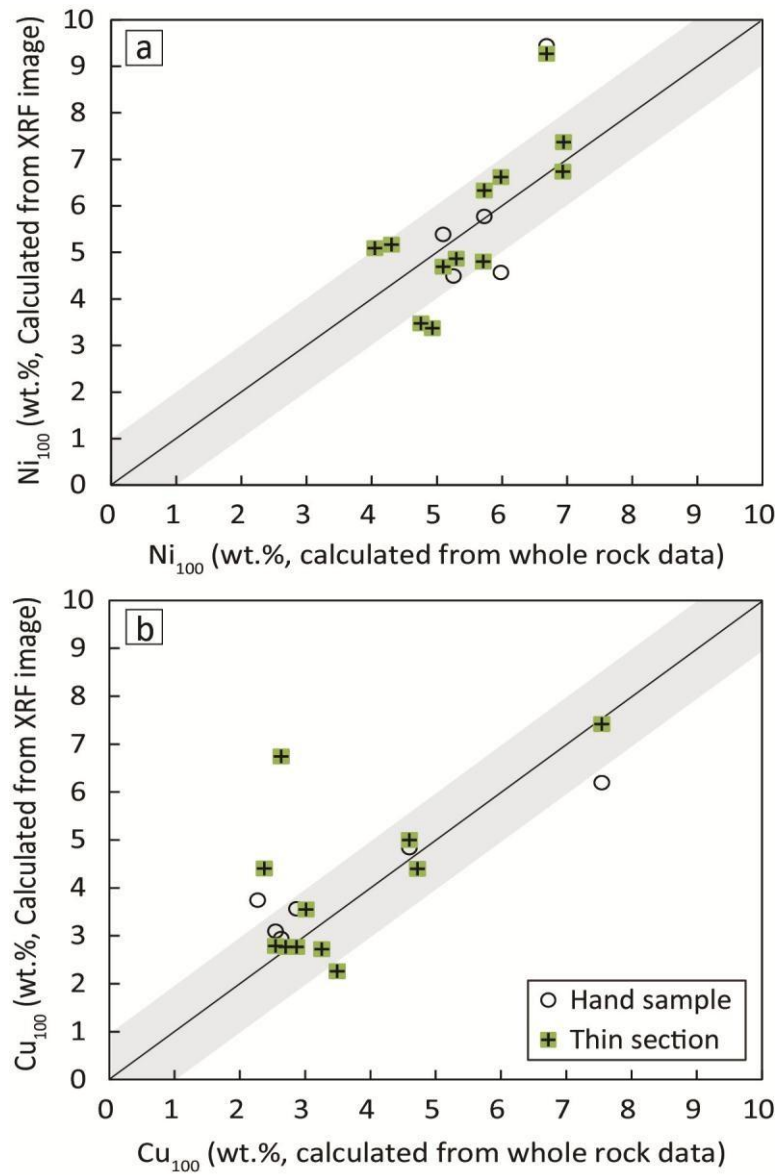 a
10
9
8
7
6
5
4
3
2
1
0
Ni100 (wt.%, Calculated from XRF image)
0 1 2 3 4 5 6 7 8 9 10
Ni100 (wt.%, calculated from whole rock data)
b
10
9
8
7
6
5
4
3
2
1
0
Cu100 (wt.%, Calculated from XRF image)
Hand sample
Thin section
0 1 2 3 4 5 6 7 8 9 10
Cu100 (wt.%, calculated from whole rock data)